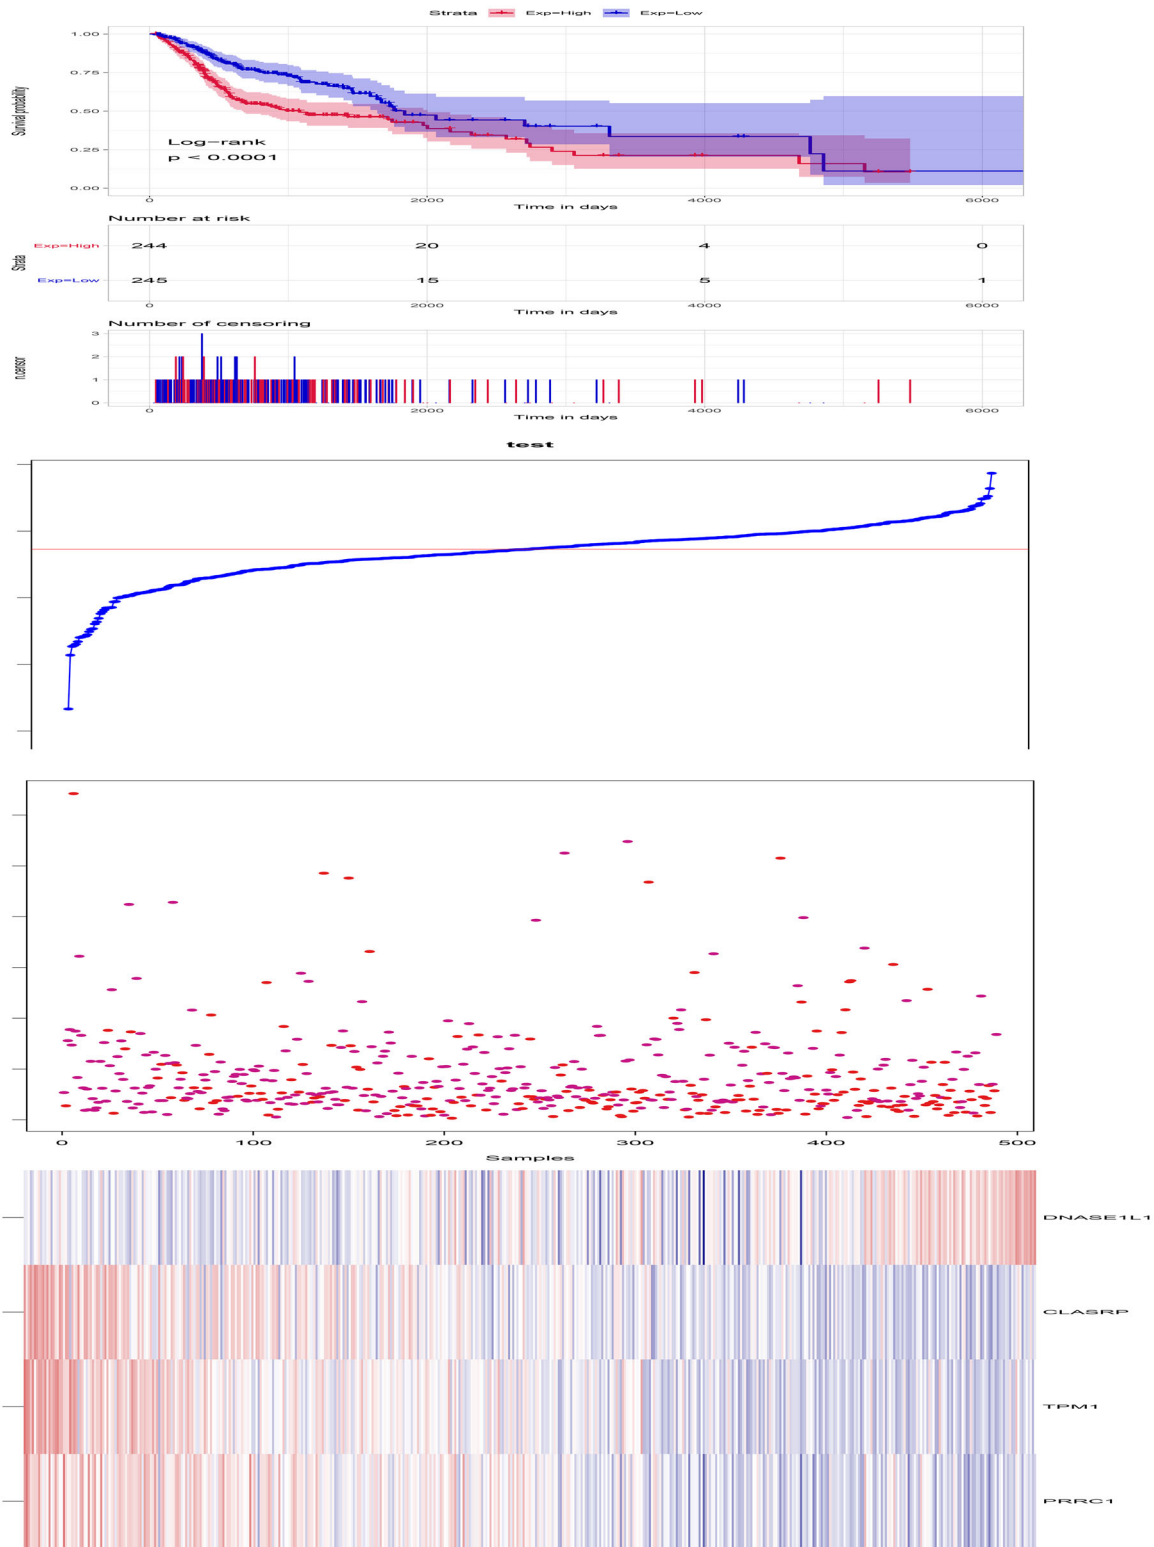 Strata Exp=High Exp=Low
1.00
0.75
0.50
0.25
0.00
Survival probability
Log-rank
p < 0.0001
0 2000 4000 6000
Time in days
Number at risk
Strata
Exp=High 244 20 4 0
Exp=Low 245 15 5 1
0 2000 4000 6000
Time in days
Number of censoring
n.censor
3
2
1
0
0 2000 4000 6000
Time in days
test
0 100 200 300 400 500
Samples
DNASE1L1
CLASRP
TPM1
PRRC1